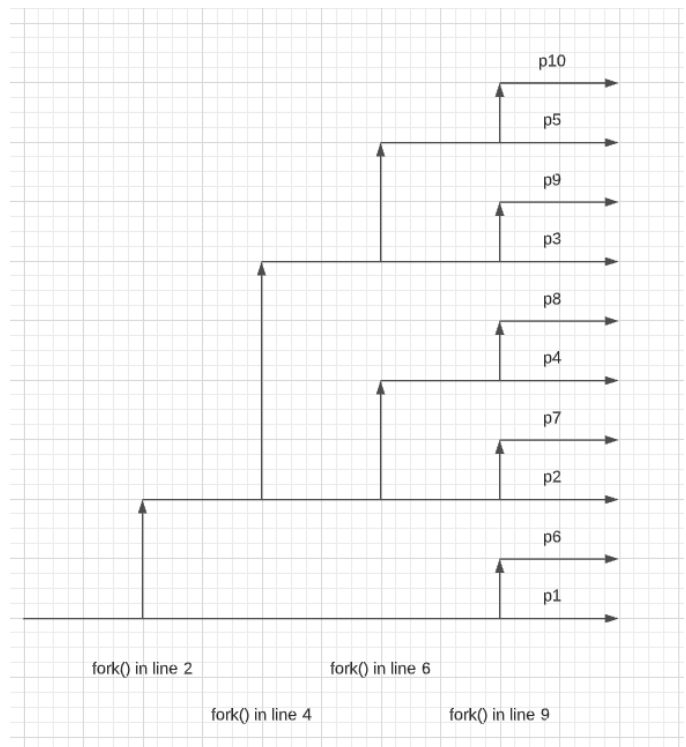 p10
p5
p9
p3
p8
p4
p7
p2
p6
p1
fork() in line 2
fork() in line 6
fork() in line 4
fork() in line 9